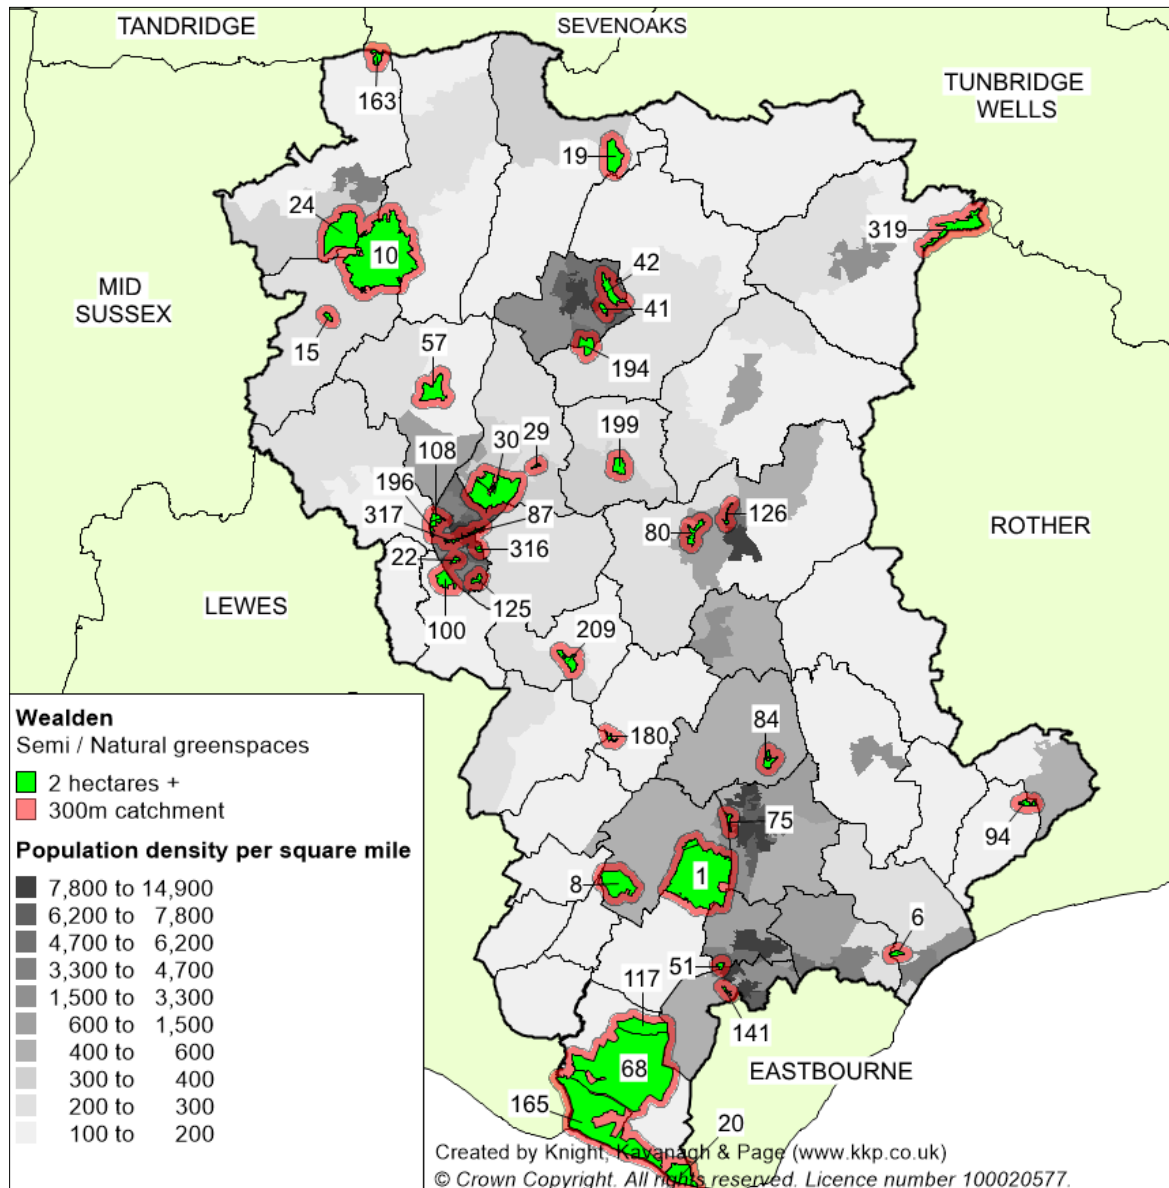 TANDRIDGE
SEVENOAKS
TUNBRIDGE
WELLS
163
19
24
10
319
42
41
MID
SUSSEX
15
57
194
108
30
29
199
196
317
87
126
80
ROTHER
22
316
LEWES
100
125
209
180
84
75
94
8
1
6
51
117
141
68
EASTBOURNE
165
20
Wealden
Semi / Natural greenspaces
2 hectares +
300m catchment
Population density per square mile
7,800 to 14,900
6,200 to 7,800
4,700 to 6,200
3,300 to 4,700
1,500 to 3,300
600 to 1,500
400 to 600
300 to 400
200 to 300
100 to 200
Created by Knight, Kavanagh & Page (www.kkp.co.uk)
© Crown Copyright. All rights reserved. Licence number 100020577.